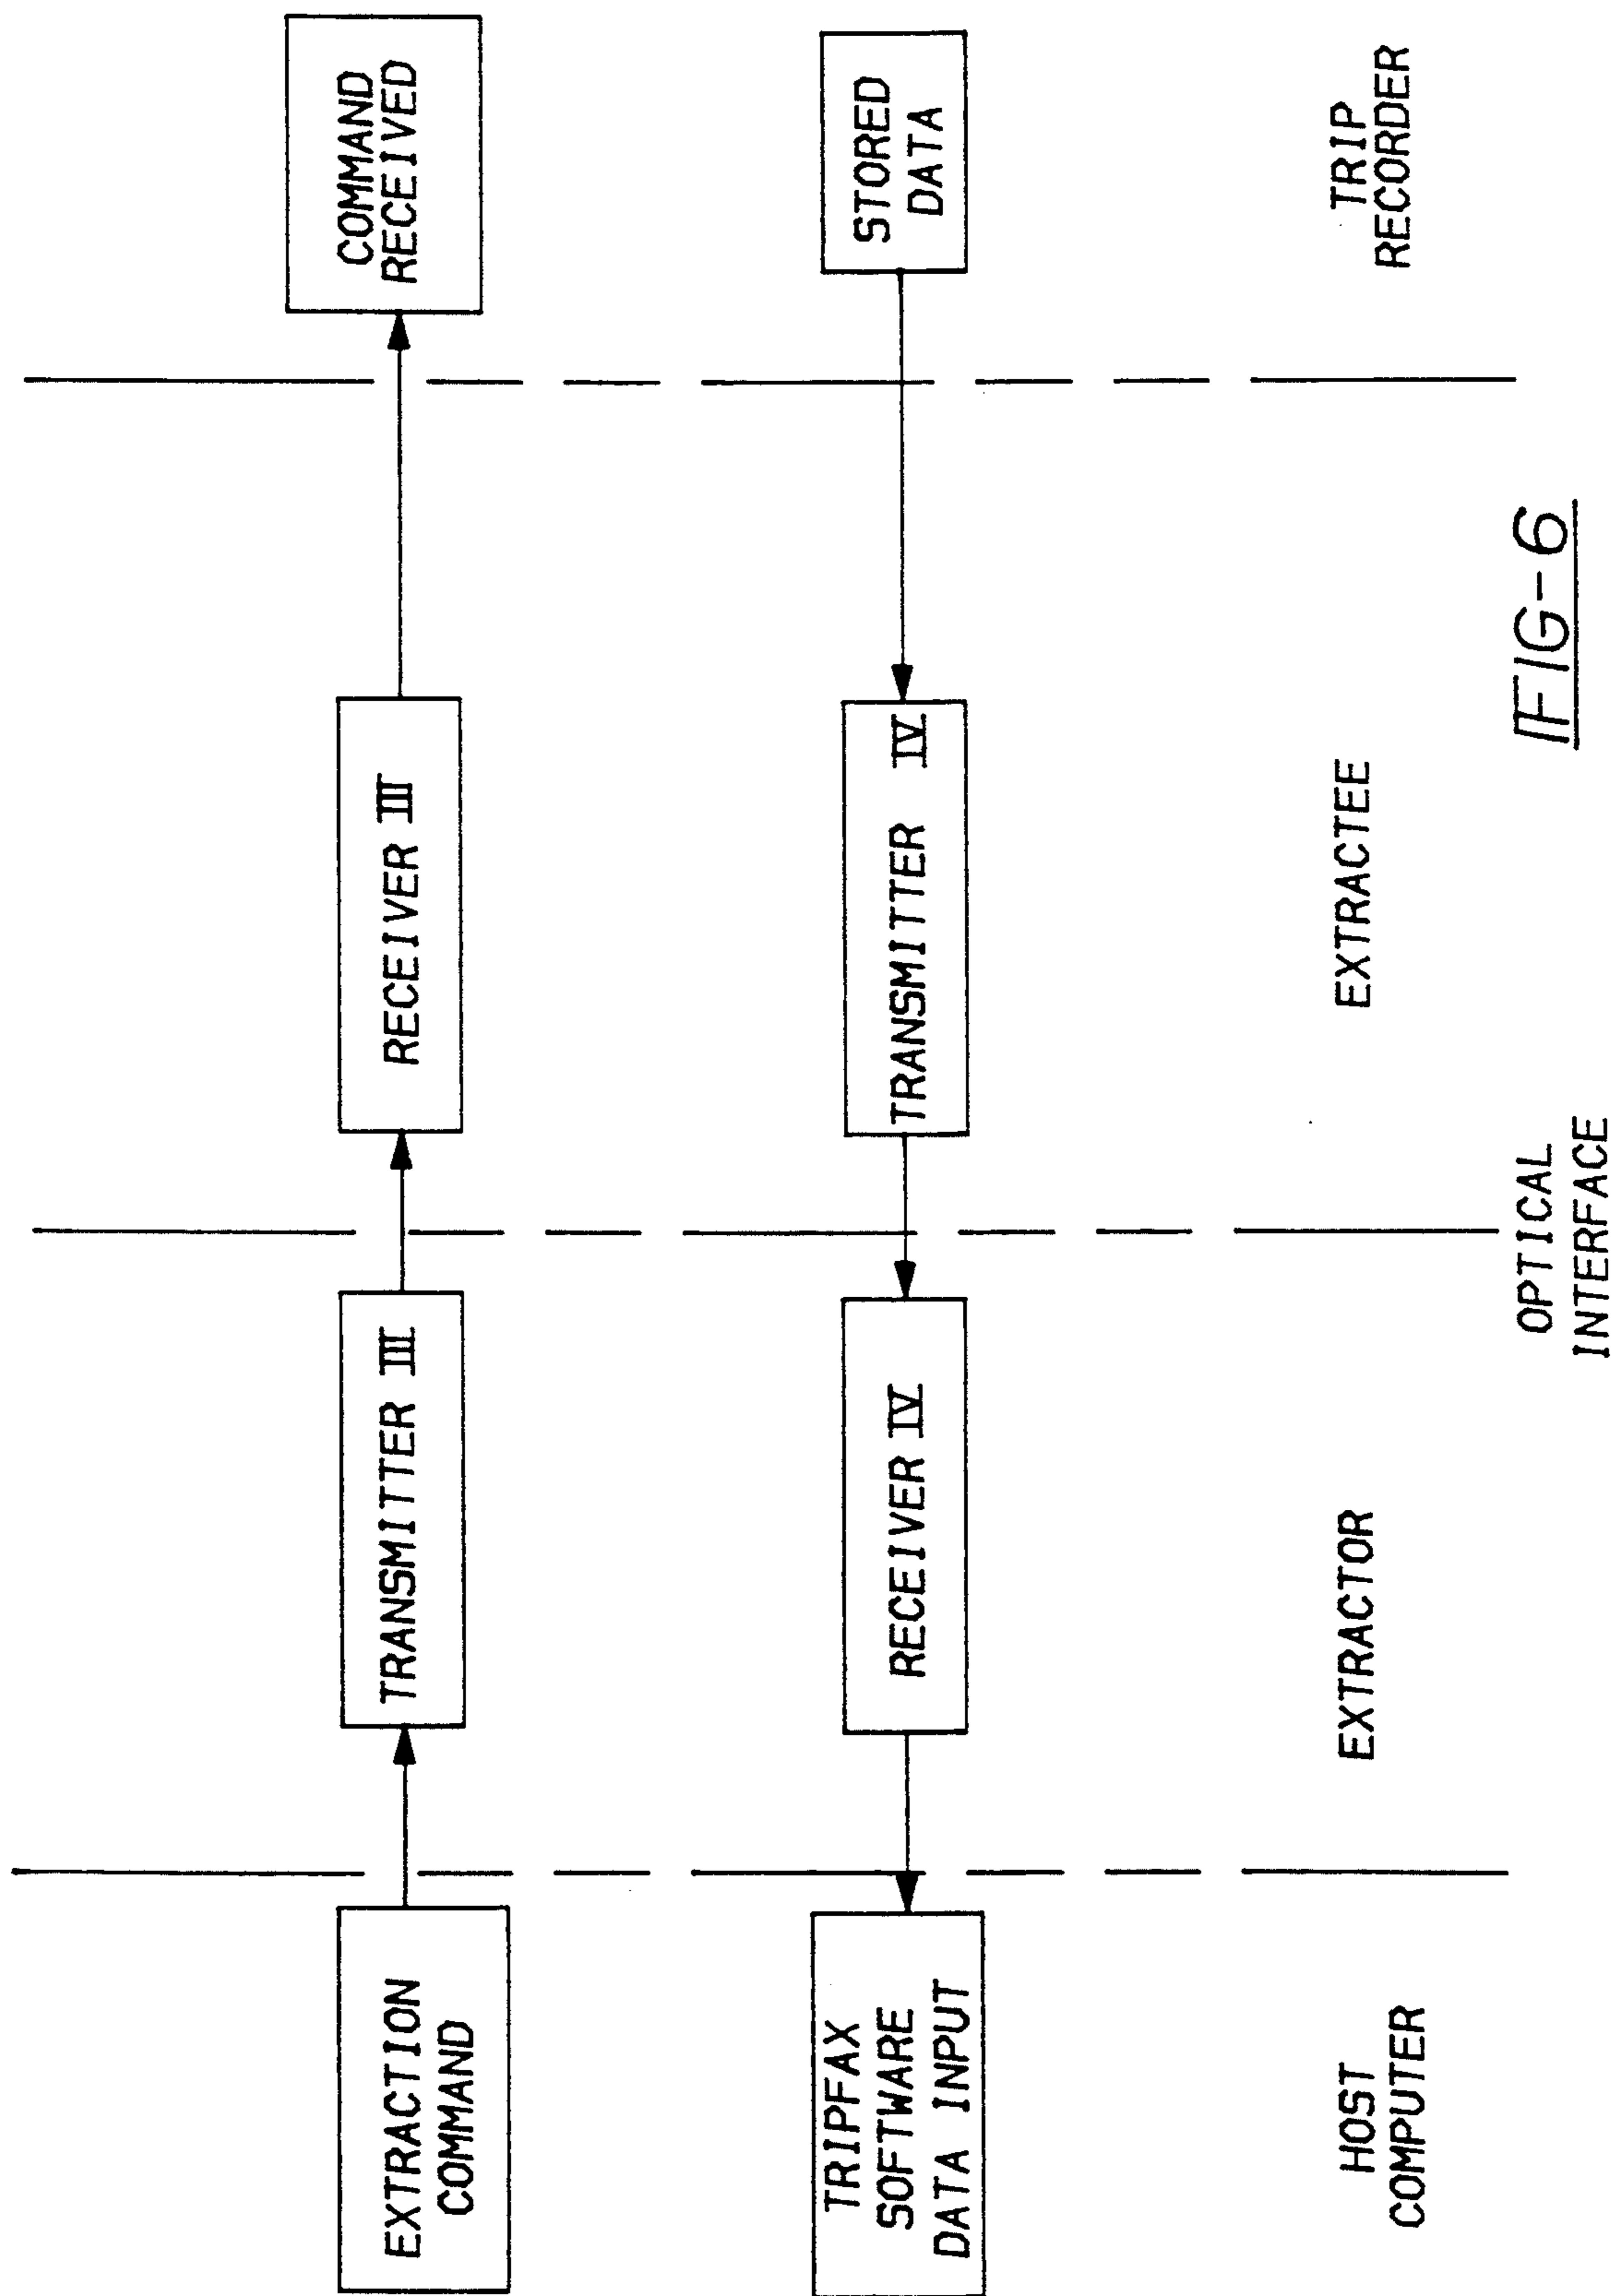 EXTRACTION
COMMAND
TRANSMITTER III
RECEIVER III
COMMAND
RECEIVED
TRIPFAX
SOFTWARE
DATA INPUT
RECEIVER IV
TRANSMITTER IV
STORED
DATA
HOST
COMPUTER
EXTRACTOR
EXTRACTEE
TRIP
RECORDER
OPTICAL
INTERFACE
FIG-6